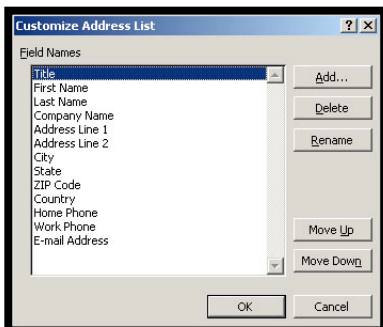 Customize Address List
Field Names
Title
First Name
Last Name
Company Name
Address Line 1
Address Line 2
City
State
ZIP Code
Country
Home Phone
Work Phone
E-mail Address
Add...
Delete
Rename
Move Up
Move Down
OK
Cancel